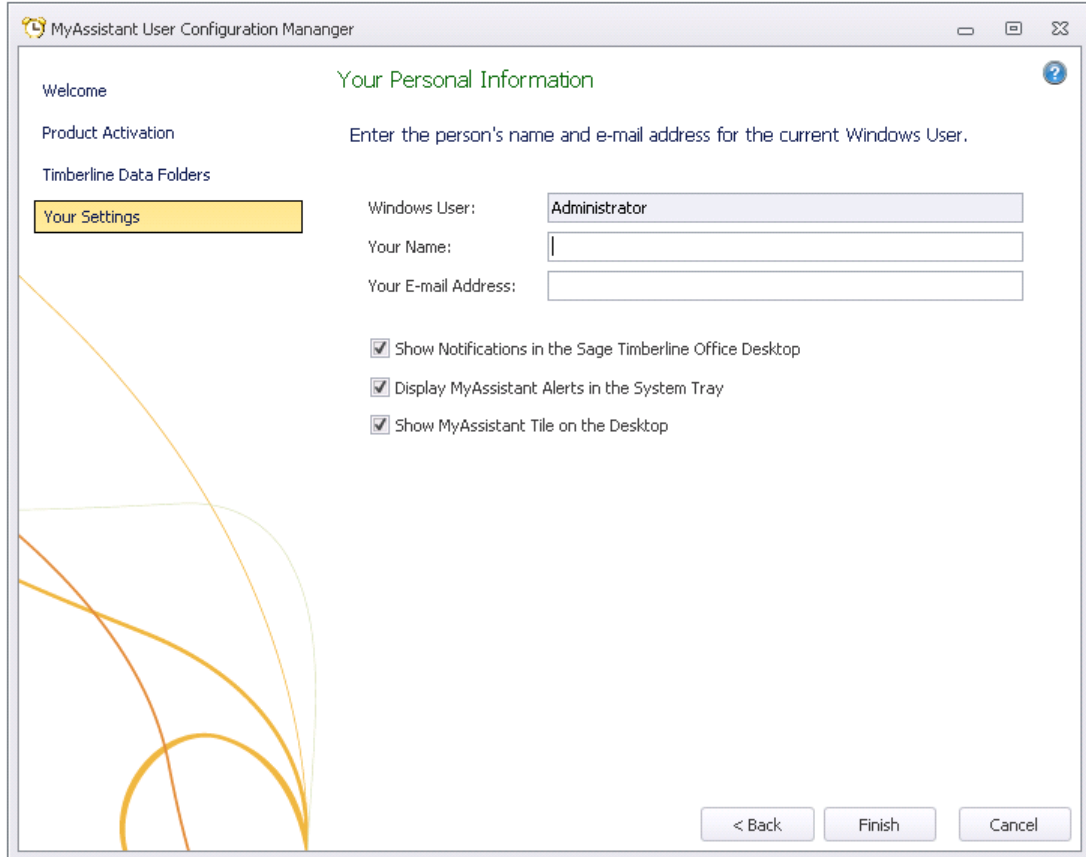 MyAssistant User Configuration Mananger
Welcome
Product Activation
Timberline Data Folders
Your Settings
Your Personal Information
?
Enter the person's name and e-mail address for the current Windows User.
Windows User: Administrator
Your Name:
Your E-mail Address:
Show Notifications in the Sage Timberline Office Desktop
Display MyAssistant Alerts in the System Tray
Show MyAssistant Tile on the Desktop
< Back Finish Cancel